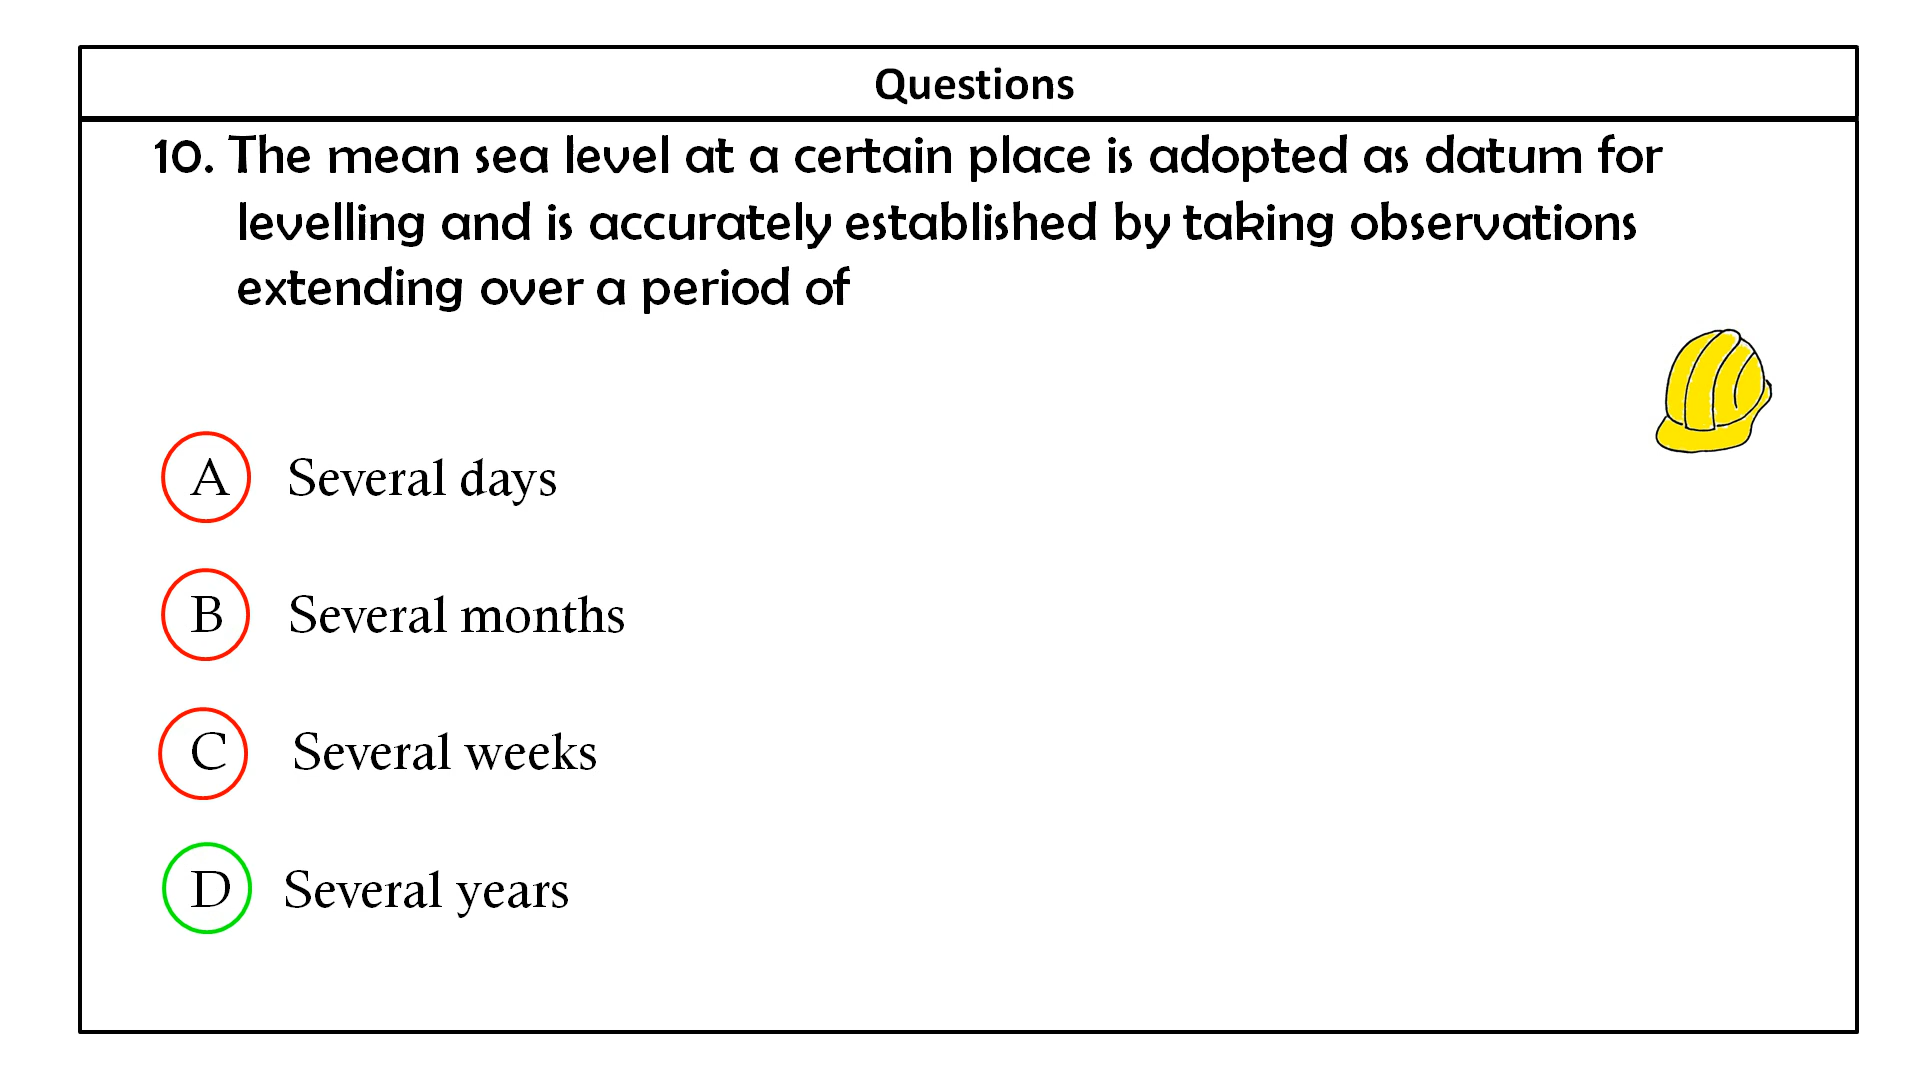 Questions
10. The mean sea level at a certain place is adopted as datum for
levelling and is accurately established by taking observations
extending over a period of
A Several days
B Several months
C Several weeks
D Several years